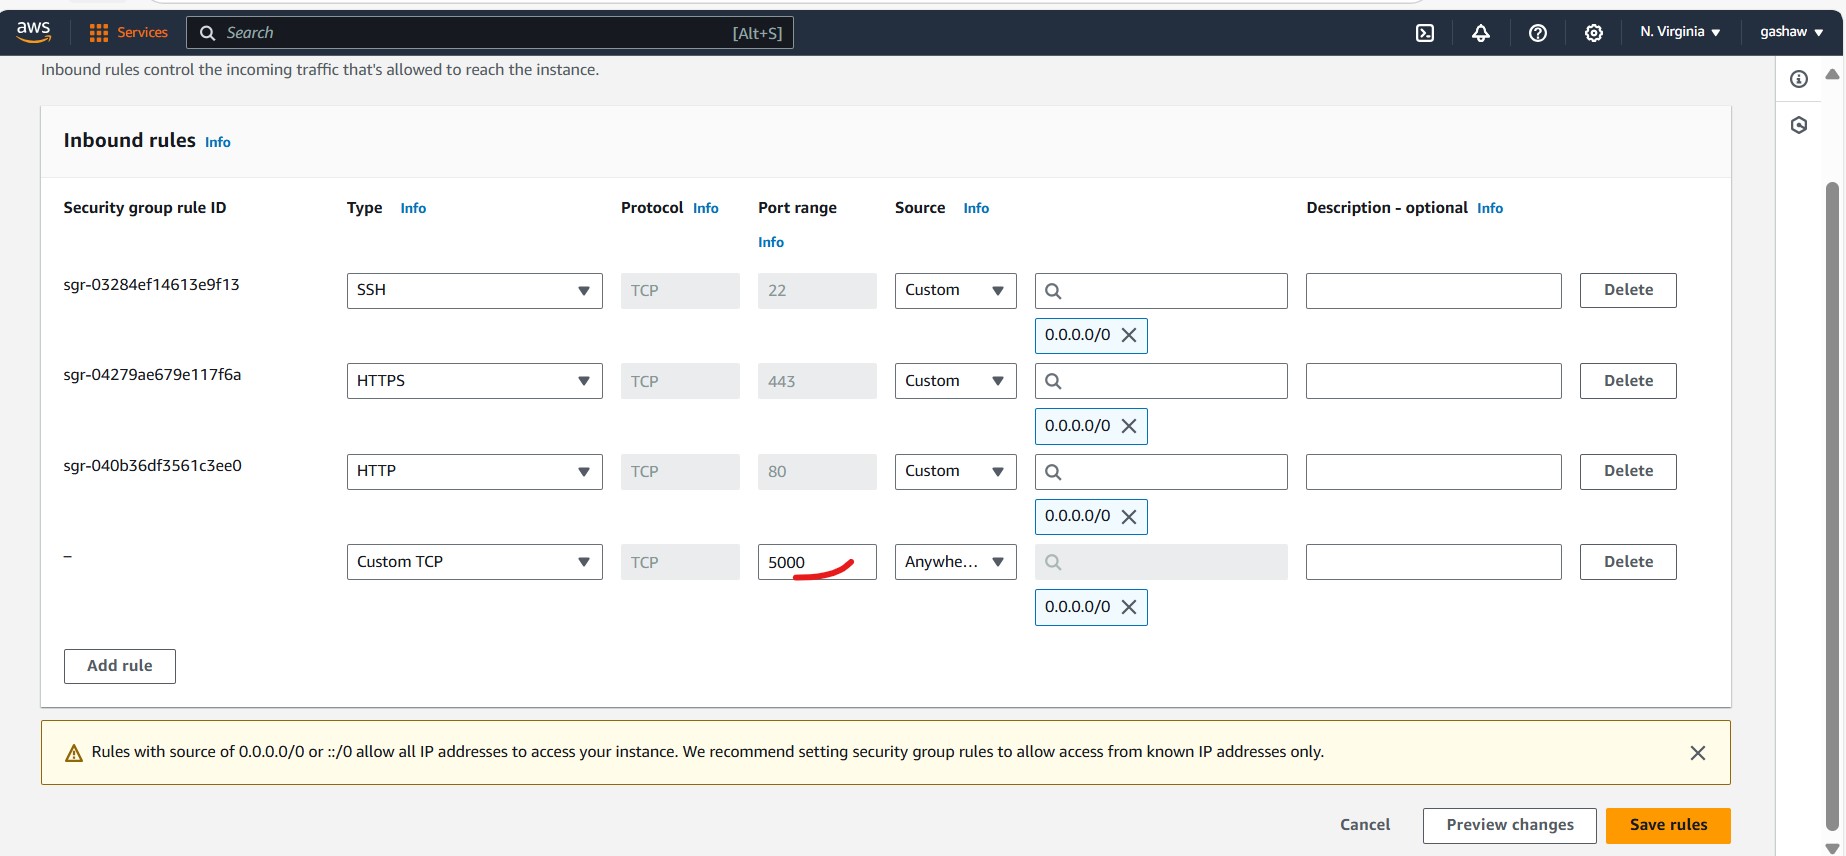 aws Services Search [Alt+S] N. Virginia gashaw
Inbound rules control the incoming traffic that's allowed to reach the instance.
Inbound rules Info
Security group rule ID Type Info Protocol Info Port range Info Source Info Description - optional Info
sgr-03284ef14613e9f13 SSH TCP 22 Custom Delete
0.0.0.0/0
sgr-04279ae679e117f6a HTTPS TCP 443 Custom Delete
0.0.0.0/0
sgr-040b36df3561c3ee0 HTTP TCP 80 Custom Delete
0.0.0.0/0
– Custom TCP TCP 5000 Anywhe... Delete
0.0.0.0/0
Add rule
Rules with source of 0.0.0.0/0 or ::/0 allow all IP addresses to access your instance. We recommend setting security group rules to allow access from known IP addresses only.
Cancel Preview changes Save rules